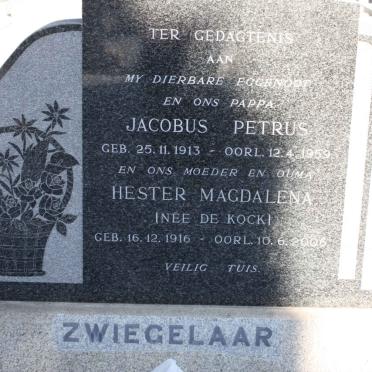 TER GEDAGTENIS
AAN
MY DIERBARE EGGENOOT
EN ONS PAPPA
JACOBUS PETRUS
GEB. 25.11.1913 - OORL. 12.4.1959
EN ONS MOEDER EN OUMA
HESTER MAGDALENA
(NEÉ DE KOCK)
GEB. 16.12.1916 - OORL. 10.6.2006
VEILIG TUIS.
ZWIEGELAAR